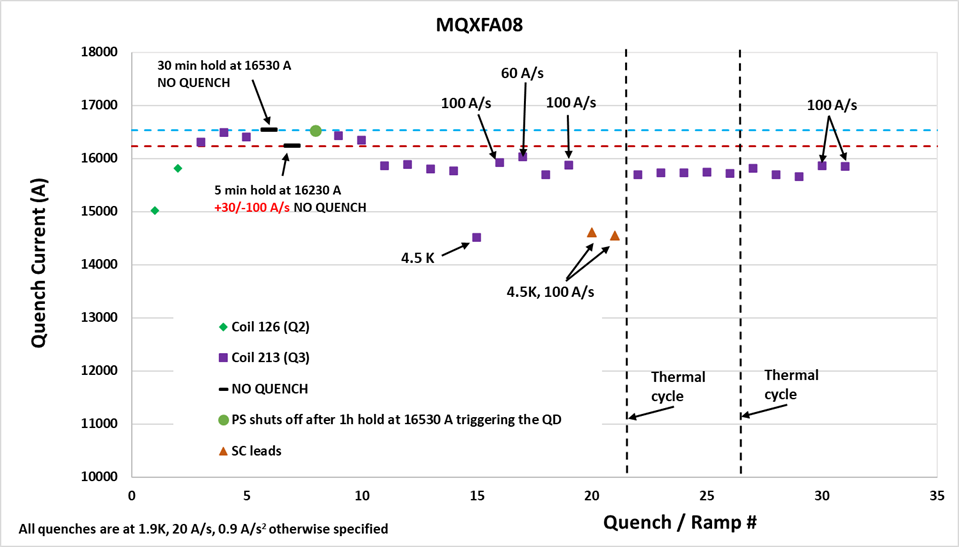 MQXFA08
Quench Current (A)
18000
17000
16000
15000
14000
13000
12000
11000
10000
30 min hold at 16530 A
NO QUENCH
5 min hold at 16230 A
+30/-100 A/s NO QUENCH
100 A/s
60 A/s
100 A/s
100 A/s
4.5 K
4.5K, 100 A/s
Coil 126 (Q2)
Coil 213 (Q3)
NO QUENCH
PS shuts off after 1h hold at 16530 A triggering the QD
SC leads
Thermal
cycle
Thermal
cycle
0
5
10
15
20
25
30
35
All quenches are at 1.9K, 20 A/s, 0.9 A/s² otherwise specified
Quench / Ramp #